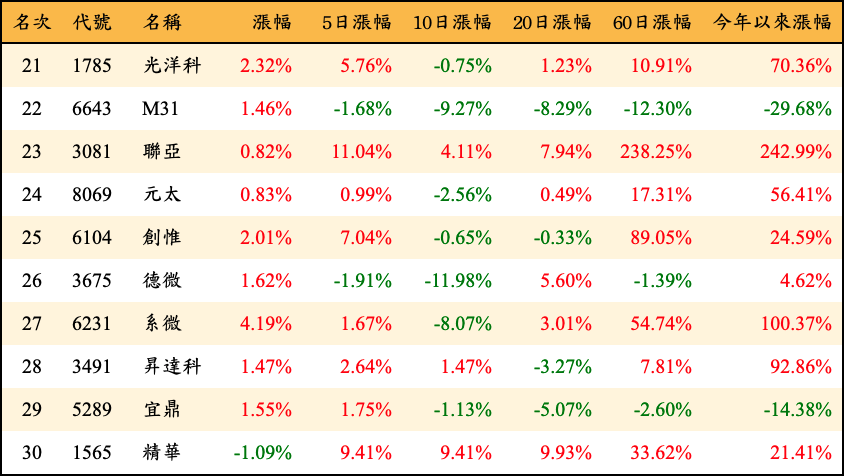 名次 代號 名稱 漲幅 5日漲幅 10日漲幅 20日漲幅 60日漲幅 今年以來漲幅
21 1785 光洋科 2.32% 5.76% -0.75% 1.23% 10.91% 70.36%
22 6643 M31 1.46% -1.68% -9.27% -8.29% -12.30% -29.68%
23 3081 聯亞 0.82% 11.04% 4.11% 7.94% 238.25% 242.99%
24 8069 元太 0.83% 0.99% -2.56% 0.49% 17.31% 56.41%
25 6104 創惟 2.01% 7.04% -0.65% -0.33% 89.05% 24.59%
26 3675 德微 1.62% -1.91% -11.98% 5.60% -1.39% 4.62%
27 6231 系微 4.19% 1.67% -8.07% 3.01% 54.74% 100.37%
28 3491 昇達科 1.47% 2.64% 1.47% -3.27% 7.81% 92.86%
29 5289 宜鼎 1.55% 1.75% -1.13% -5.07% -2.60% -14.38%
30 1565 精華 -1.09% 9.41% 9.41% 9.93% 33.62% 21.41%